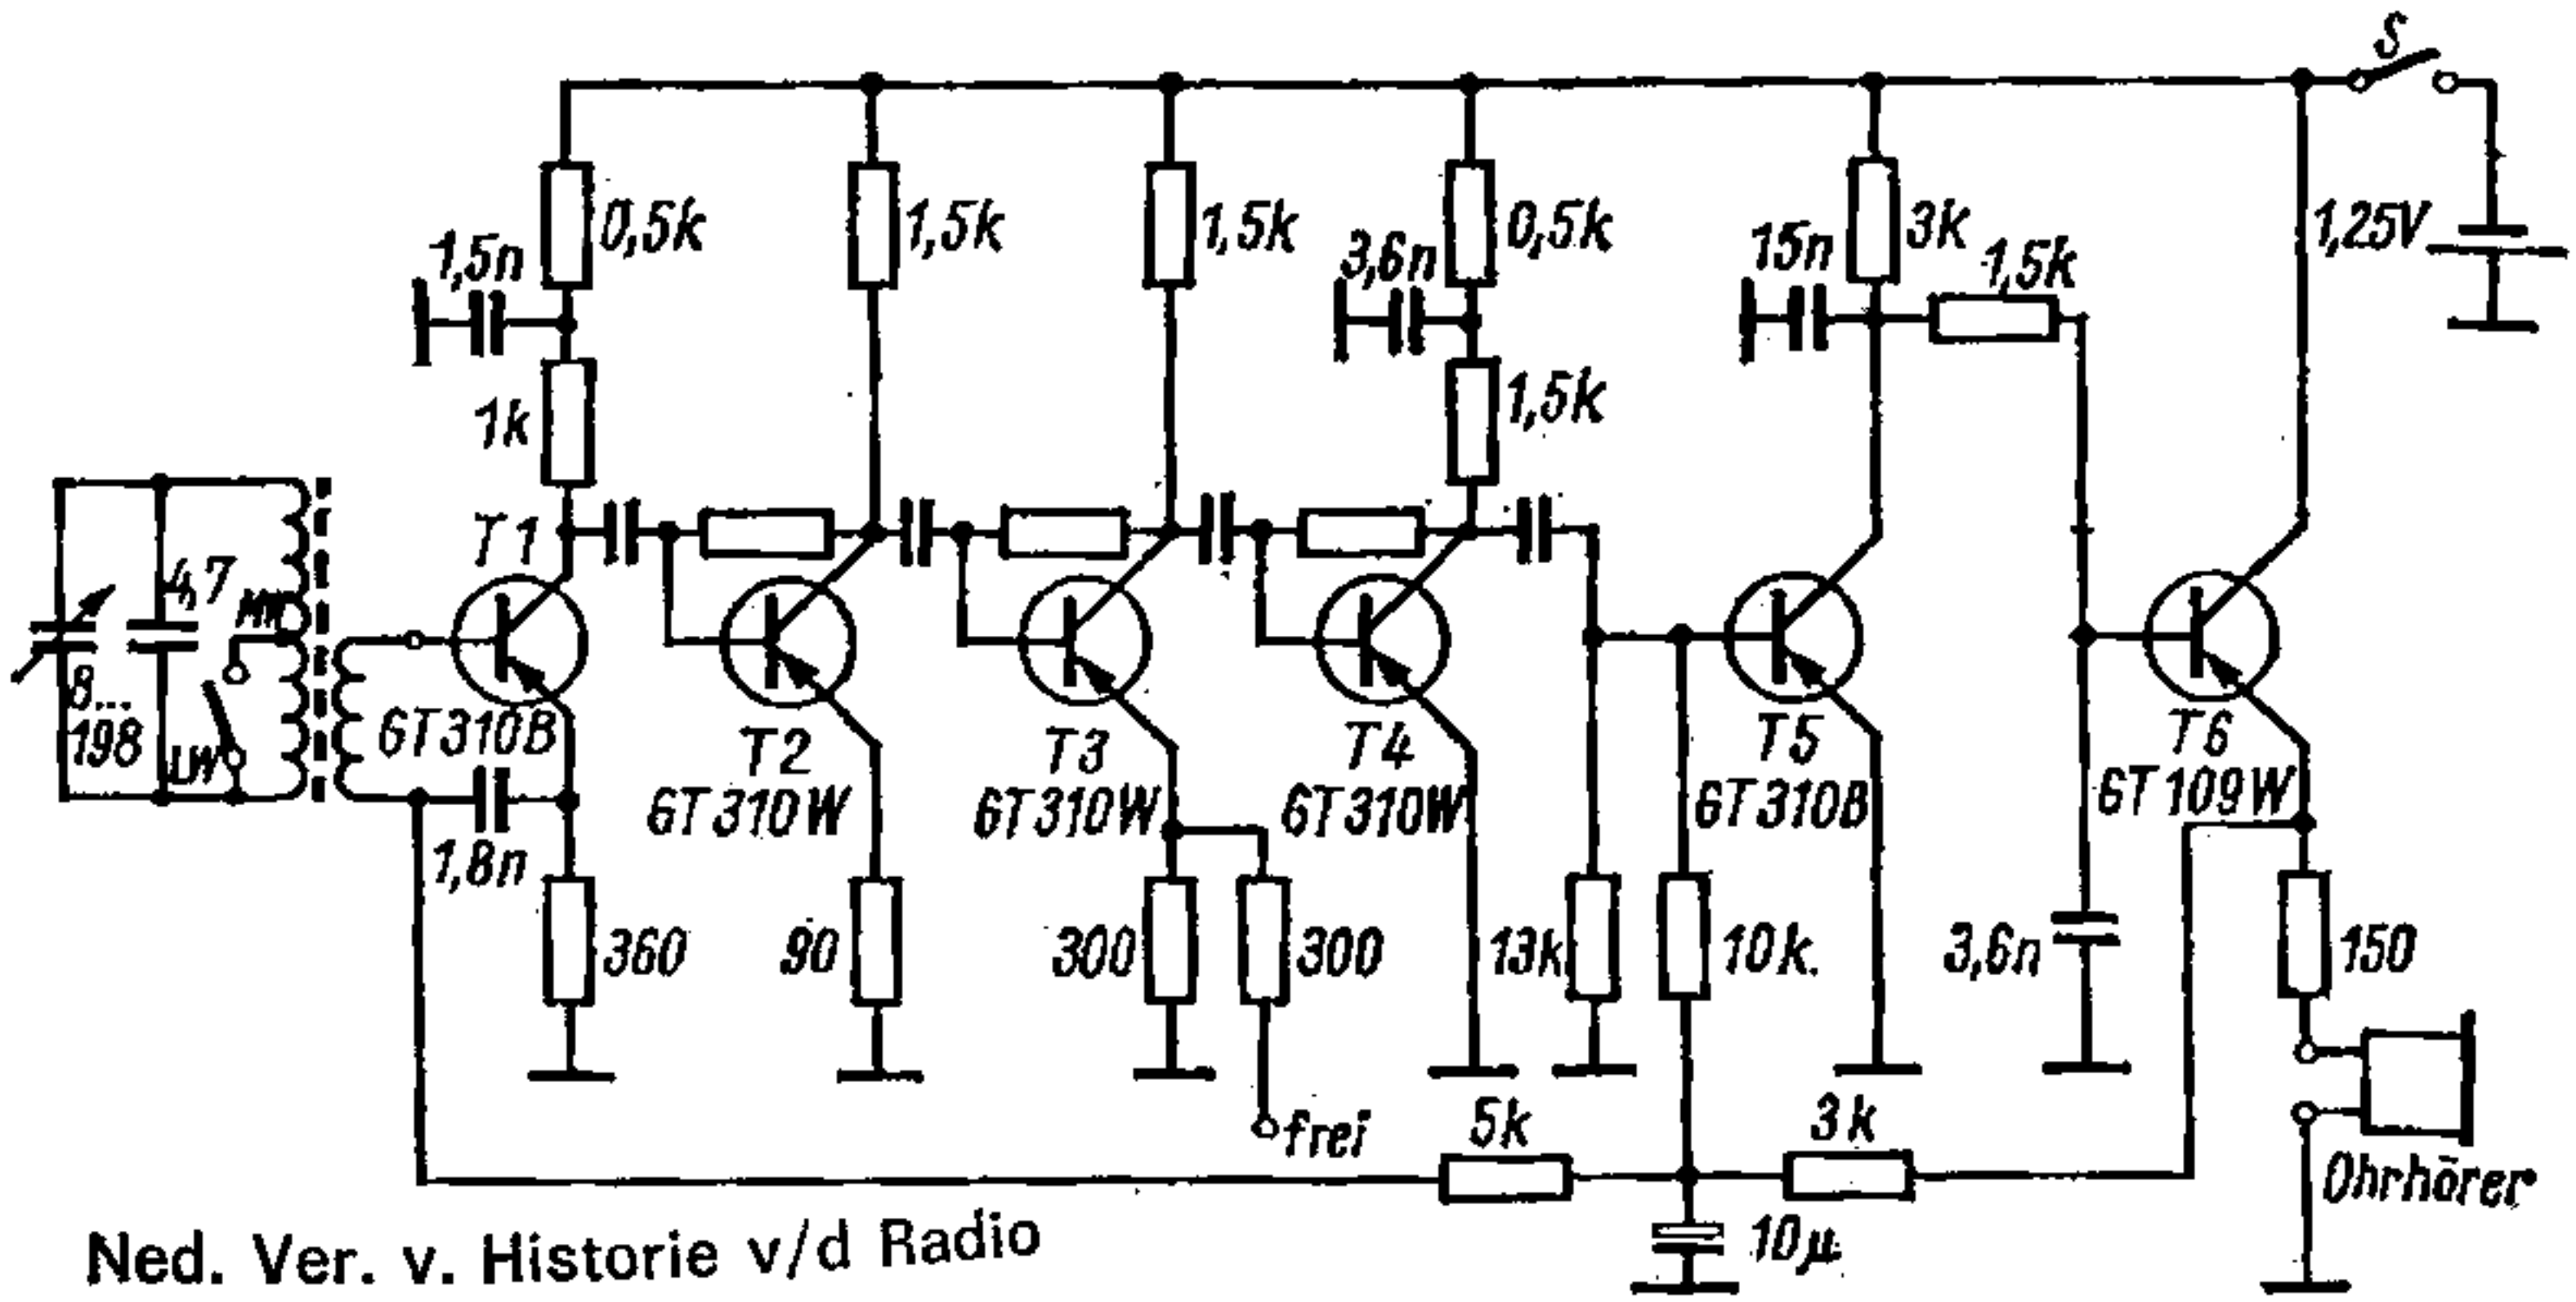 S
0,5k
1,5k
1,5k
0,5k
3k
1,25V
1,5n
3,6n
15n
1,5k
1k
1,5k
T1
4,7
MW
8...
198
LW
6T310B
T2
6T310W
T3
6T310W
T4
6T310W
T5
6T310B
T6
6T109W
1,8n
360
90
300
300
13k
10k
3,6n
150
frei
5k
3k
Ohrhörer
10µ
Ned. Ver. v. Historie v/d Radio